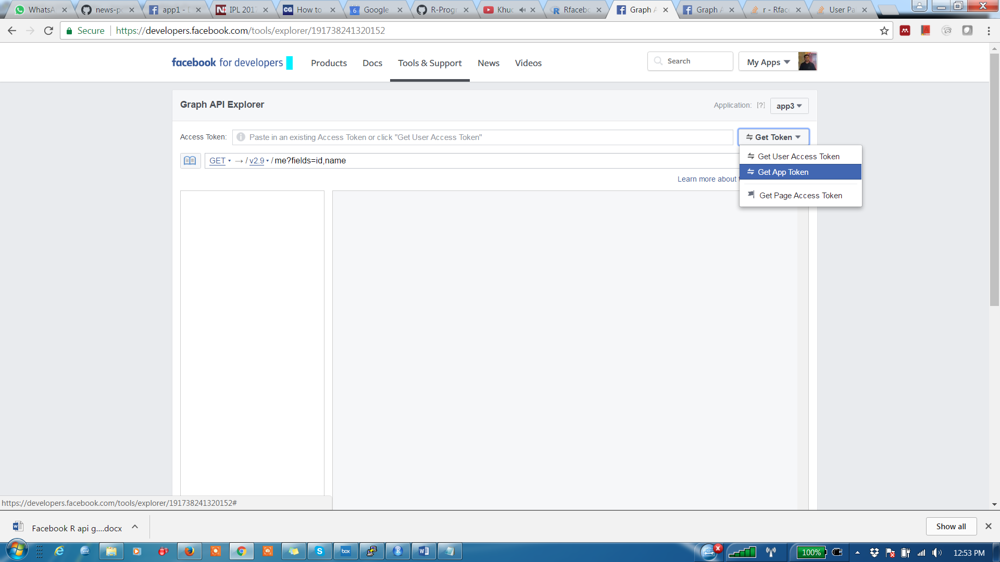 WhatsA
news-po
app1 - D
IPL 2017
How to
Google
R-Progr
Khud
Rfacebo
Graph A
Graph A
r - Rfac
User Pa
Secure https://developers.facebook.com/tools/explorer/191738241320152
facebook for developers Products Docs Tools & Support News Videos Search My Apps
Graph API Explorer Application: [?] app3
Access Token: Paste in an existing Access Token or click "Get User Access Token" Get Token
Get User Access Token
GET → / v2.9 / me?fields=id,name
Get App Token
Learn more about
Get Page Access Token
https://developers.facebook.com/tools/explorer/191738241320152#
Facebook R api g....docx Show all
box
100% 12:53 PM